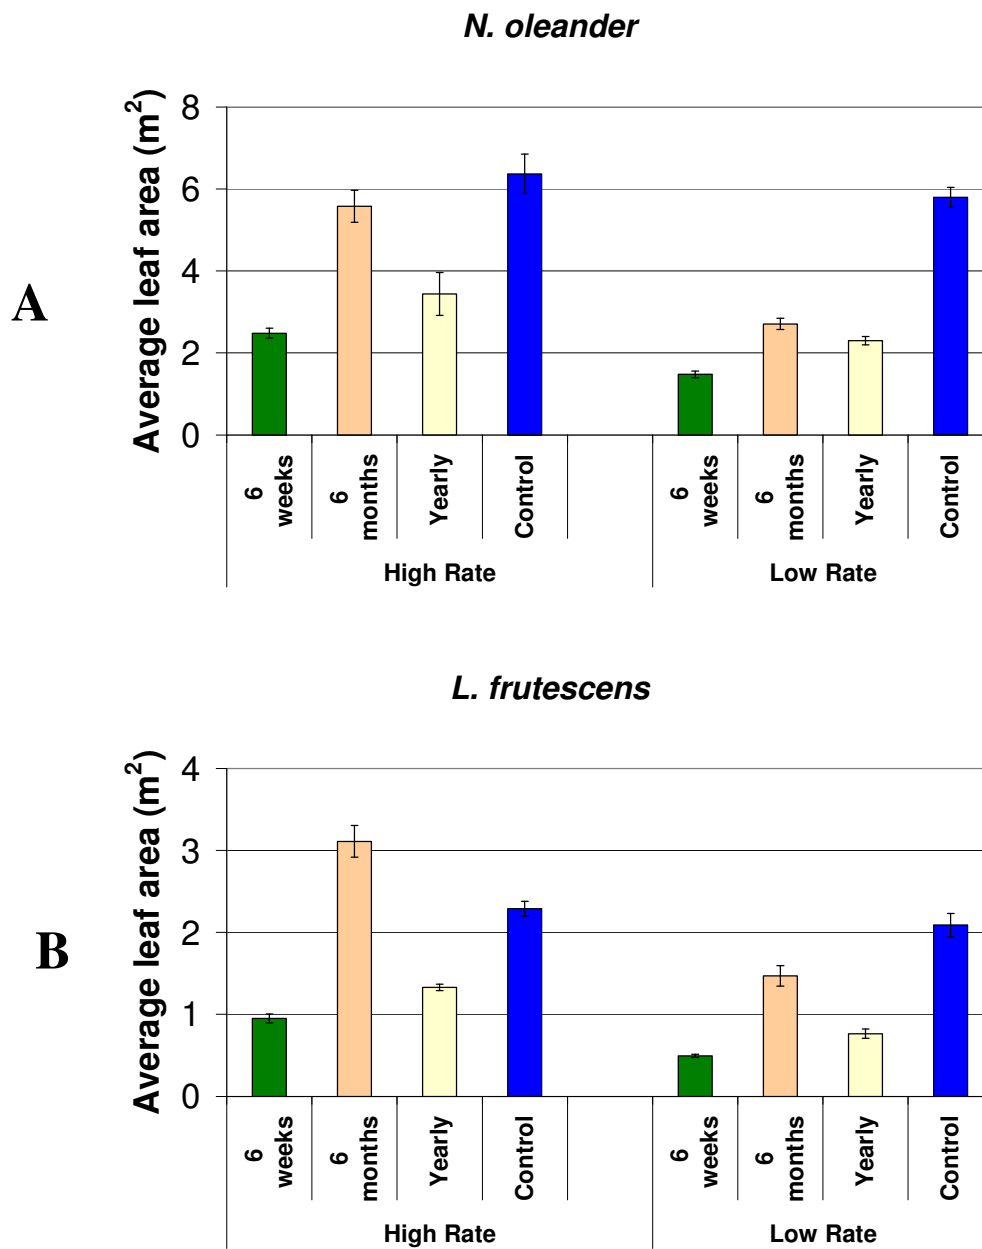 N. oleander
A
Average leaf area (m²)
8
6
4
2
0
6 weeks
6 months
Yearly
Control
6 weeks
6 months
Yearly
Control
High Rate
Low Rate
L. frutescens
B
Average leaf area (m²)
4
3
2
1
0
6 weeks
6 months
Yearly
Control
6 weeks
6 months
Yearly
Control
High Rate
Low Rate